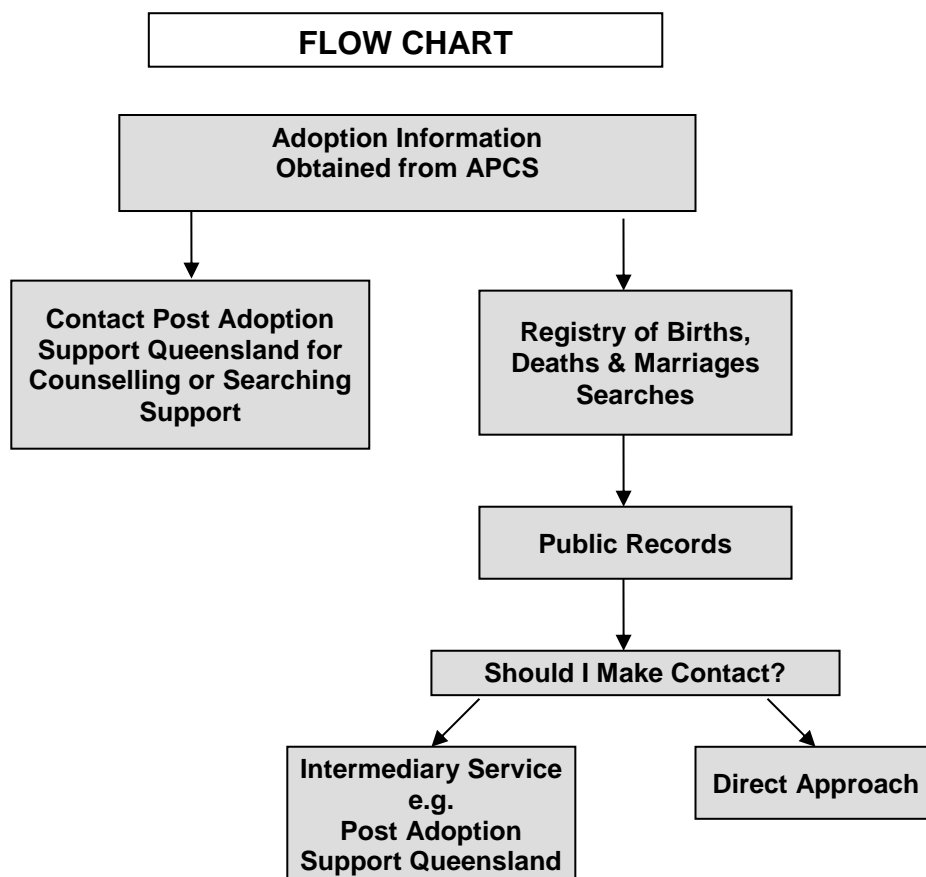 FLOW CHART
Adoption Information
Obtained from APCS
Contact Post Adoption
Support Queensland for
Counselling or Searching
Support
Registry of Births,
Deaths & Marriages
Searches
Public Records
Should I Make Contact?
Intermediary Service
e.g.
Post Adoption
Support Queensland
Direct Approach